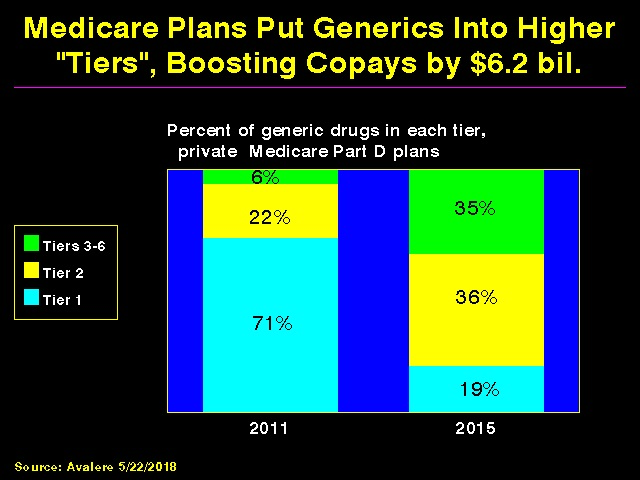 Medicare Plans Put Generics Into Higher
"Tiers", Boosting Copays by $6.2 bil.
Percent of generic drugs in each tier,
private Medicare Part D plans
6%
22%
71%
35%
36%
19%
Tiers 3-6
Tier 2
Tier 1
2011
2015
Source: Avalere 5/22/2018